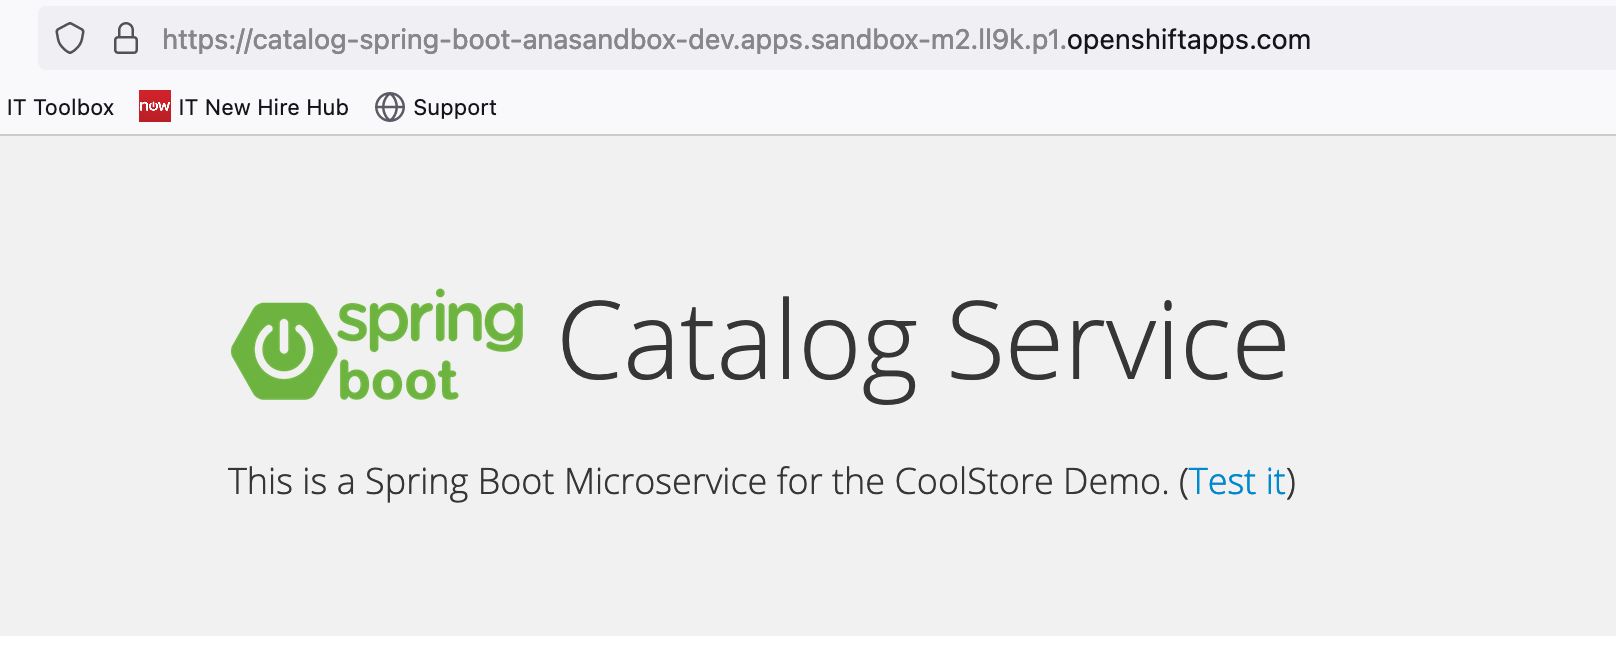 https://catalog-spring-boot-anasandbox-dev.apps.sandbox-m2.ll9k.p1.openshiftapps.com
IT Toolbox now IT New Hire Hub Support
spring boot Catalog Service
This is a Spring Boot Microservice for the CoolStore Demo. (Test it)